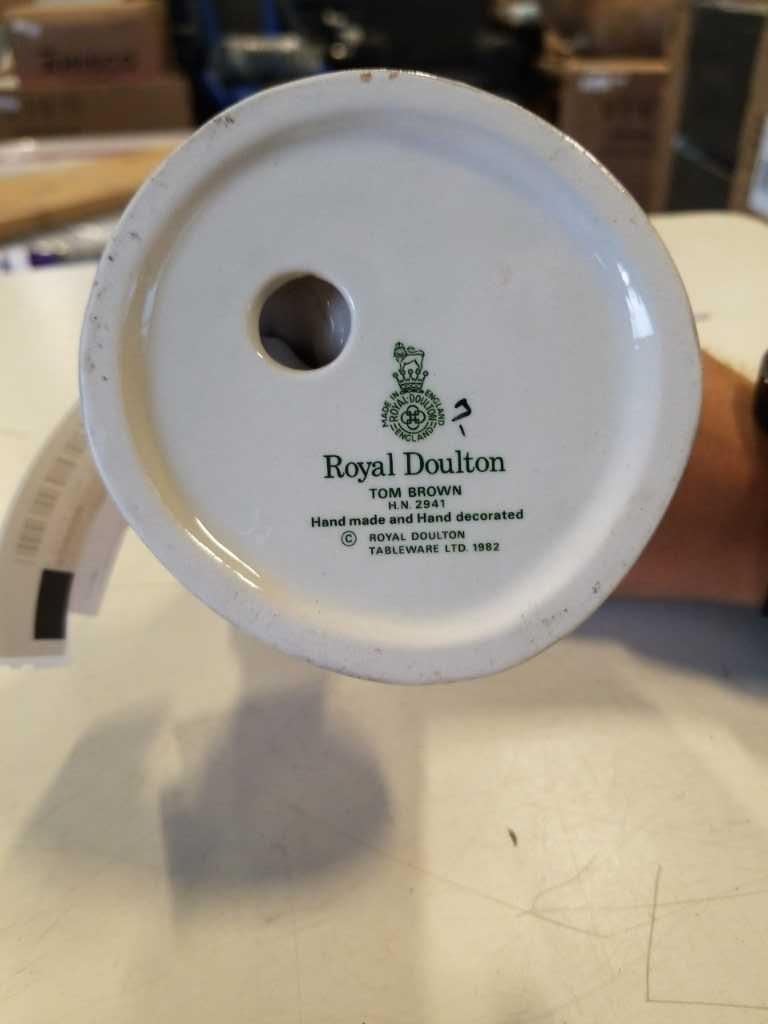 MADE IN ENGLAND
ROYAL DOULTON
ENGLAND
Royal Doulton
TOM BROWN
H.N. 2941
Hand made and Hand decorated
© ROYAL DOULTON
TABLEWARE LTD. 1982